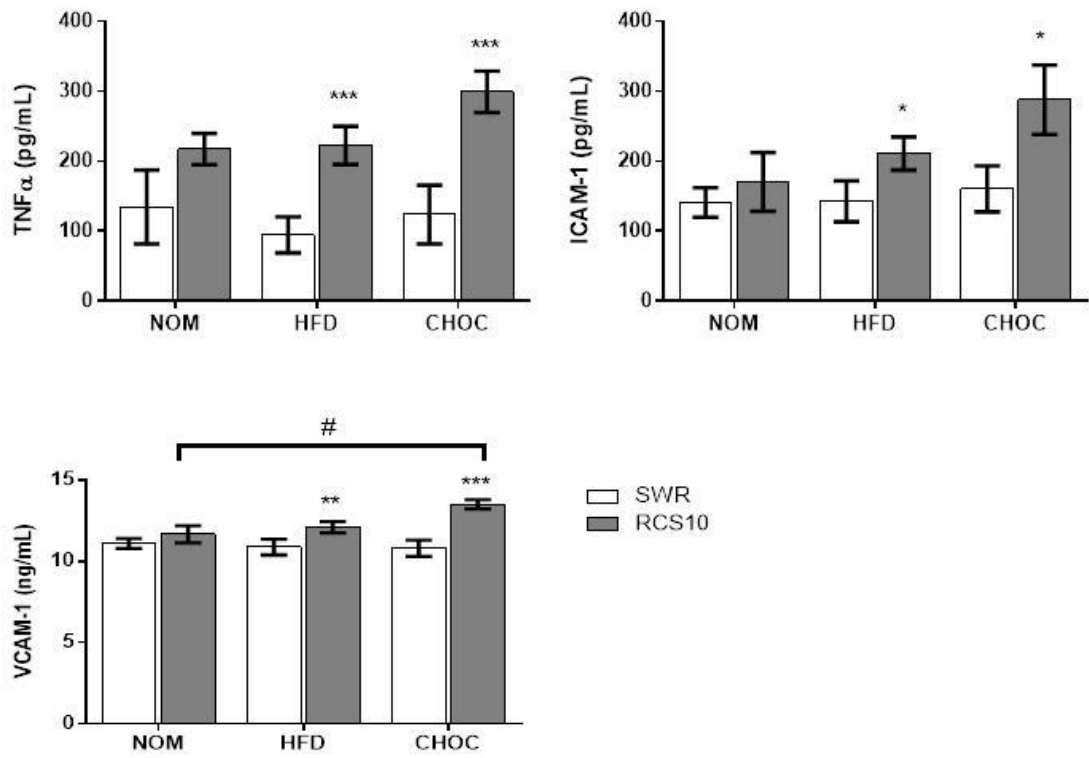 TNFα (pg/mL)
400
300
200
100
0
***
***
NOM
HFD
CHOC
ICAM-1 (pg/mL)
400
300
200
100
0
*
*
NOM
HFD
CHOC
#
VCAM-1 (ng/mL)
15
10
5
0
**
***
NOM
HFD
CHOC
SWR
RCS10